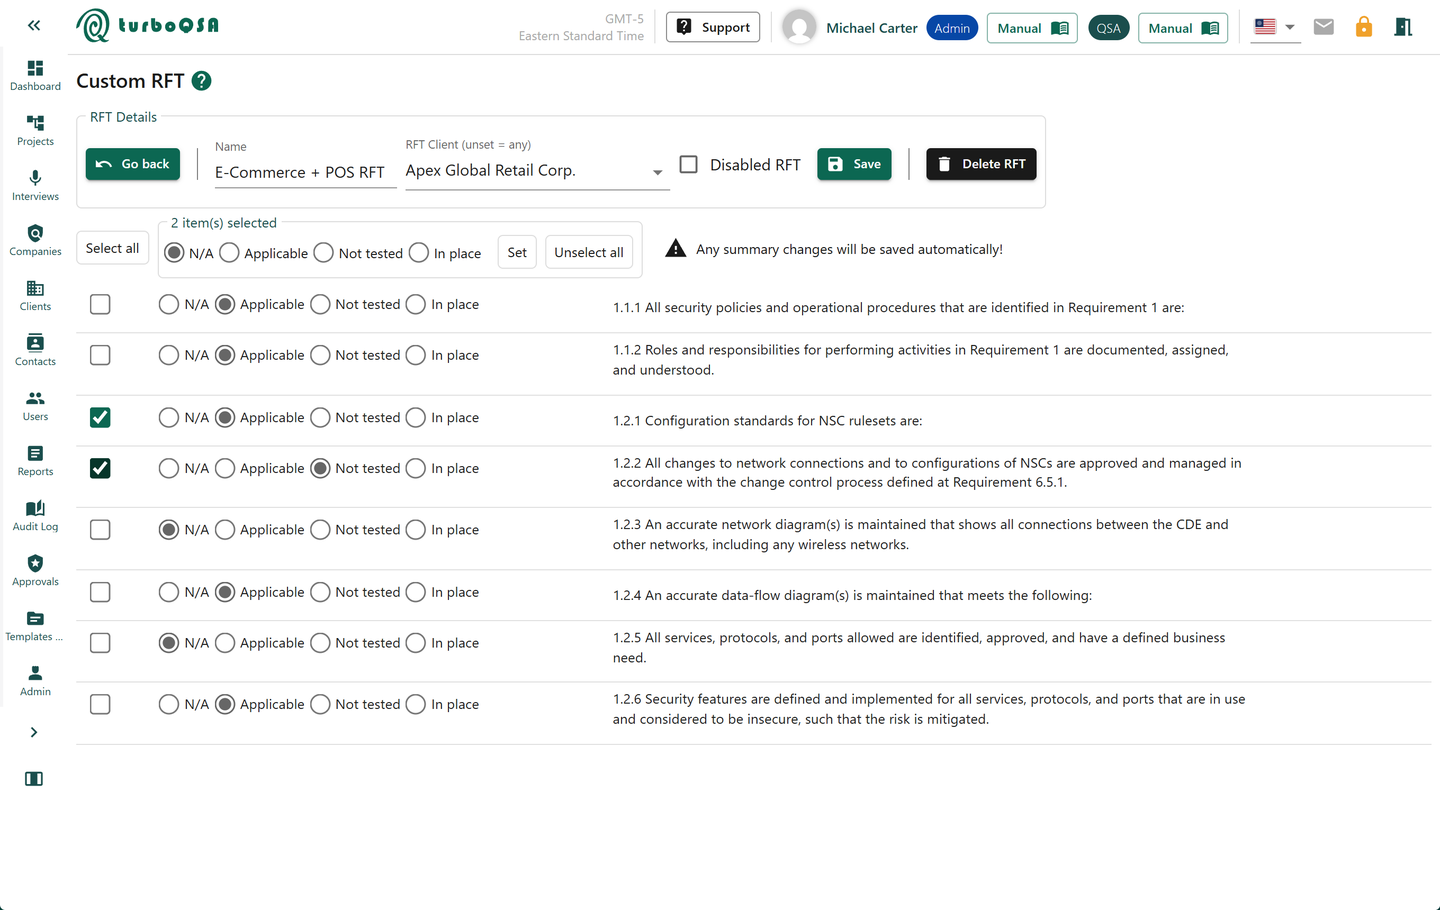 turboQSA
GMT-5
Eastern Standard Time
Support
Michael Carter
Admin
Manual
QSA
Manual
Dashboard
Projects
Interviews
Companies
Clients
Contacts
Users
Reports
Audit Log
Approvals
Templates ...
Admin
Custom RFT ?
RFT Details
Go back
Name
E-Commerce + POS RFT
RFT Client (unset = any)
Apex Global Retail Corp.
Disabled RFT
Save
Delete RFT
Select all
2 item(s) selected
N/A Applicable Not tested In place
Set
Unselect all
Any summary changes will be saved automatically!
N/A Applicable Not tested In place
1.1.1 All security policies and operational procedures that are identified in Requirement 1 are:
N/A Applicable Not tested In place
1.1.2 Roles and responsibilities for performing activities in Requirement 1 are documented, assigned,
and understood.
N/A Applicable Not tested In place
1.2.1 Configuration standards for NSC rulesets are:
N/A Applicable Not tested In place
1.2.2 All changes to network connections and to configurations of NSCs are approved and managed in
accordance with the change control process defined at Requirement 6.5.1.
N/A Applicable Not tested In place
1.2.3 An accurate network diagram(s) is maintained that shows all connections between the CDE and
other networks, including any wireless networks.
N/A Applicable Not tested In place
1.2.4 An accurate data-flow diagram(s) is maintained that meets the following:
N/A Applicable Not tested In place
1.2.5 All services, protocols, and ports allowed are identified, approved, and have a defined business
need.
N/A Applicable Not tested In place
1.2.6 Security features are defined and implemented for all services, protocols, and ports that are in use
and considered to be insecure, such that the risk is mitigated.